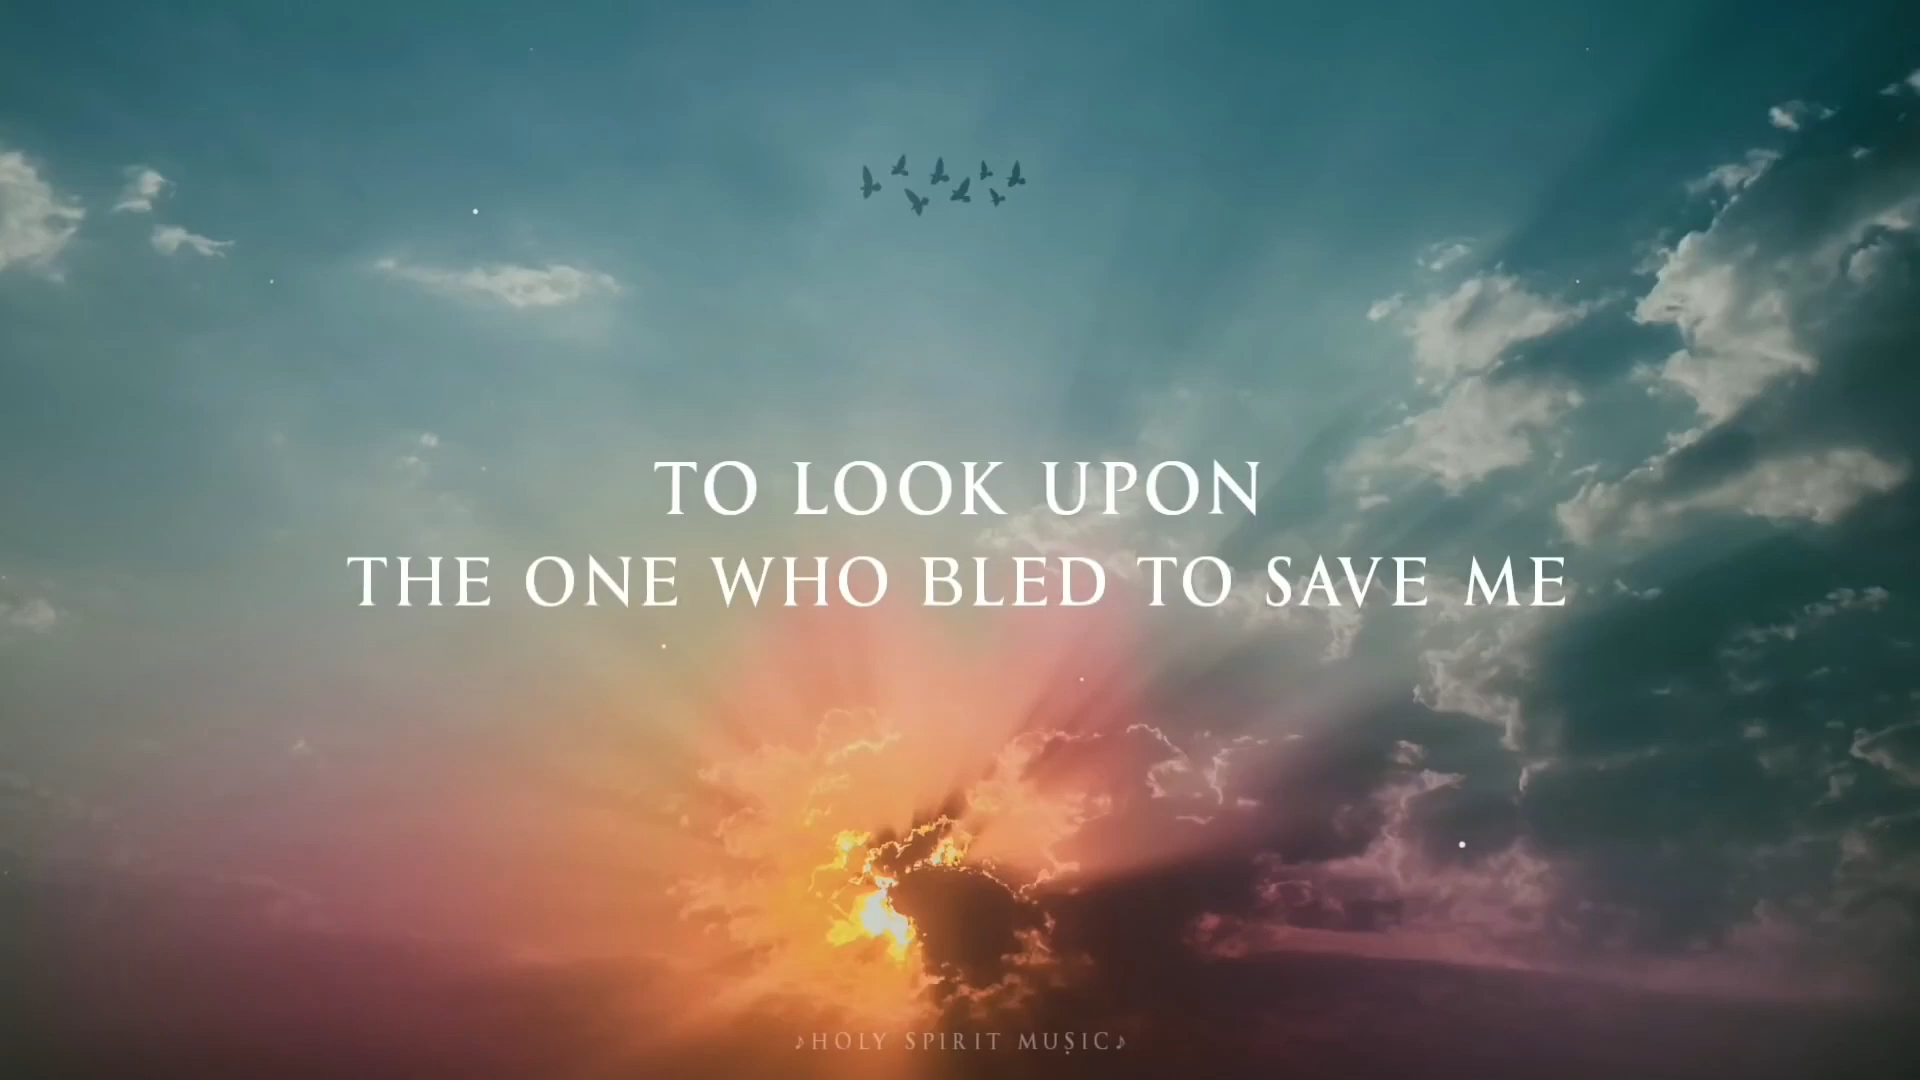 TO LOOK UPON
THE ONE WHO BLED TO SAVE ME
♪HOLY SPIRIT MUSIC♪